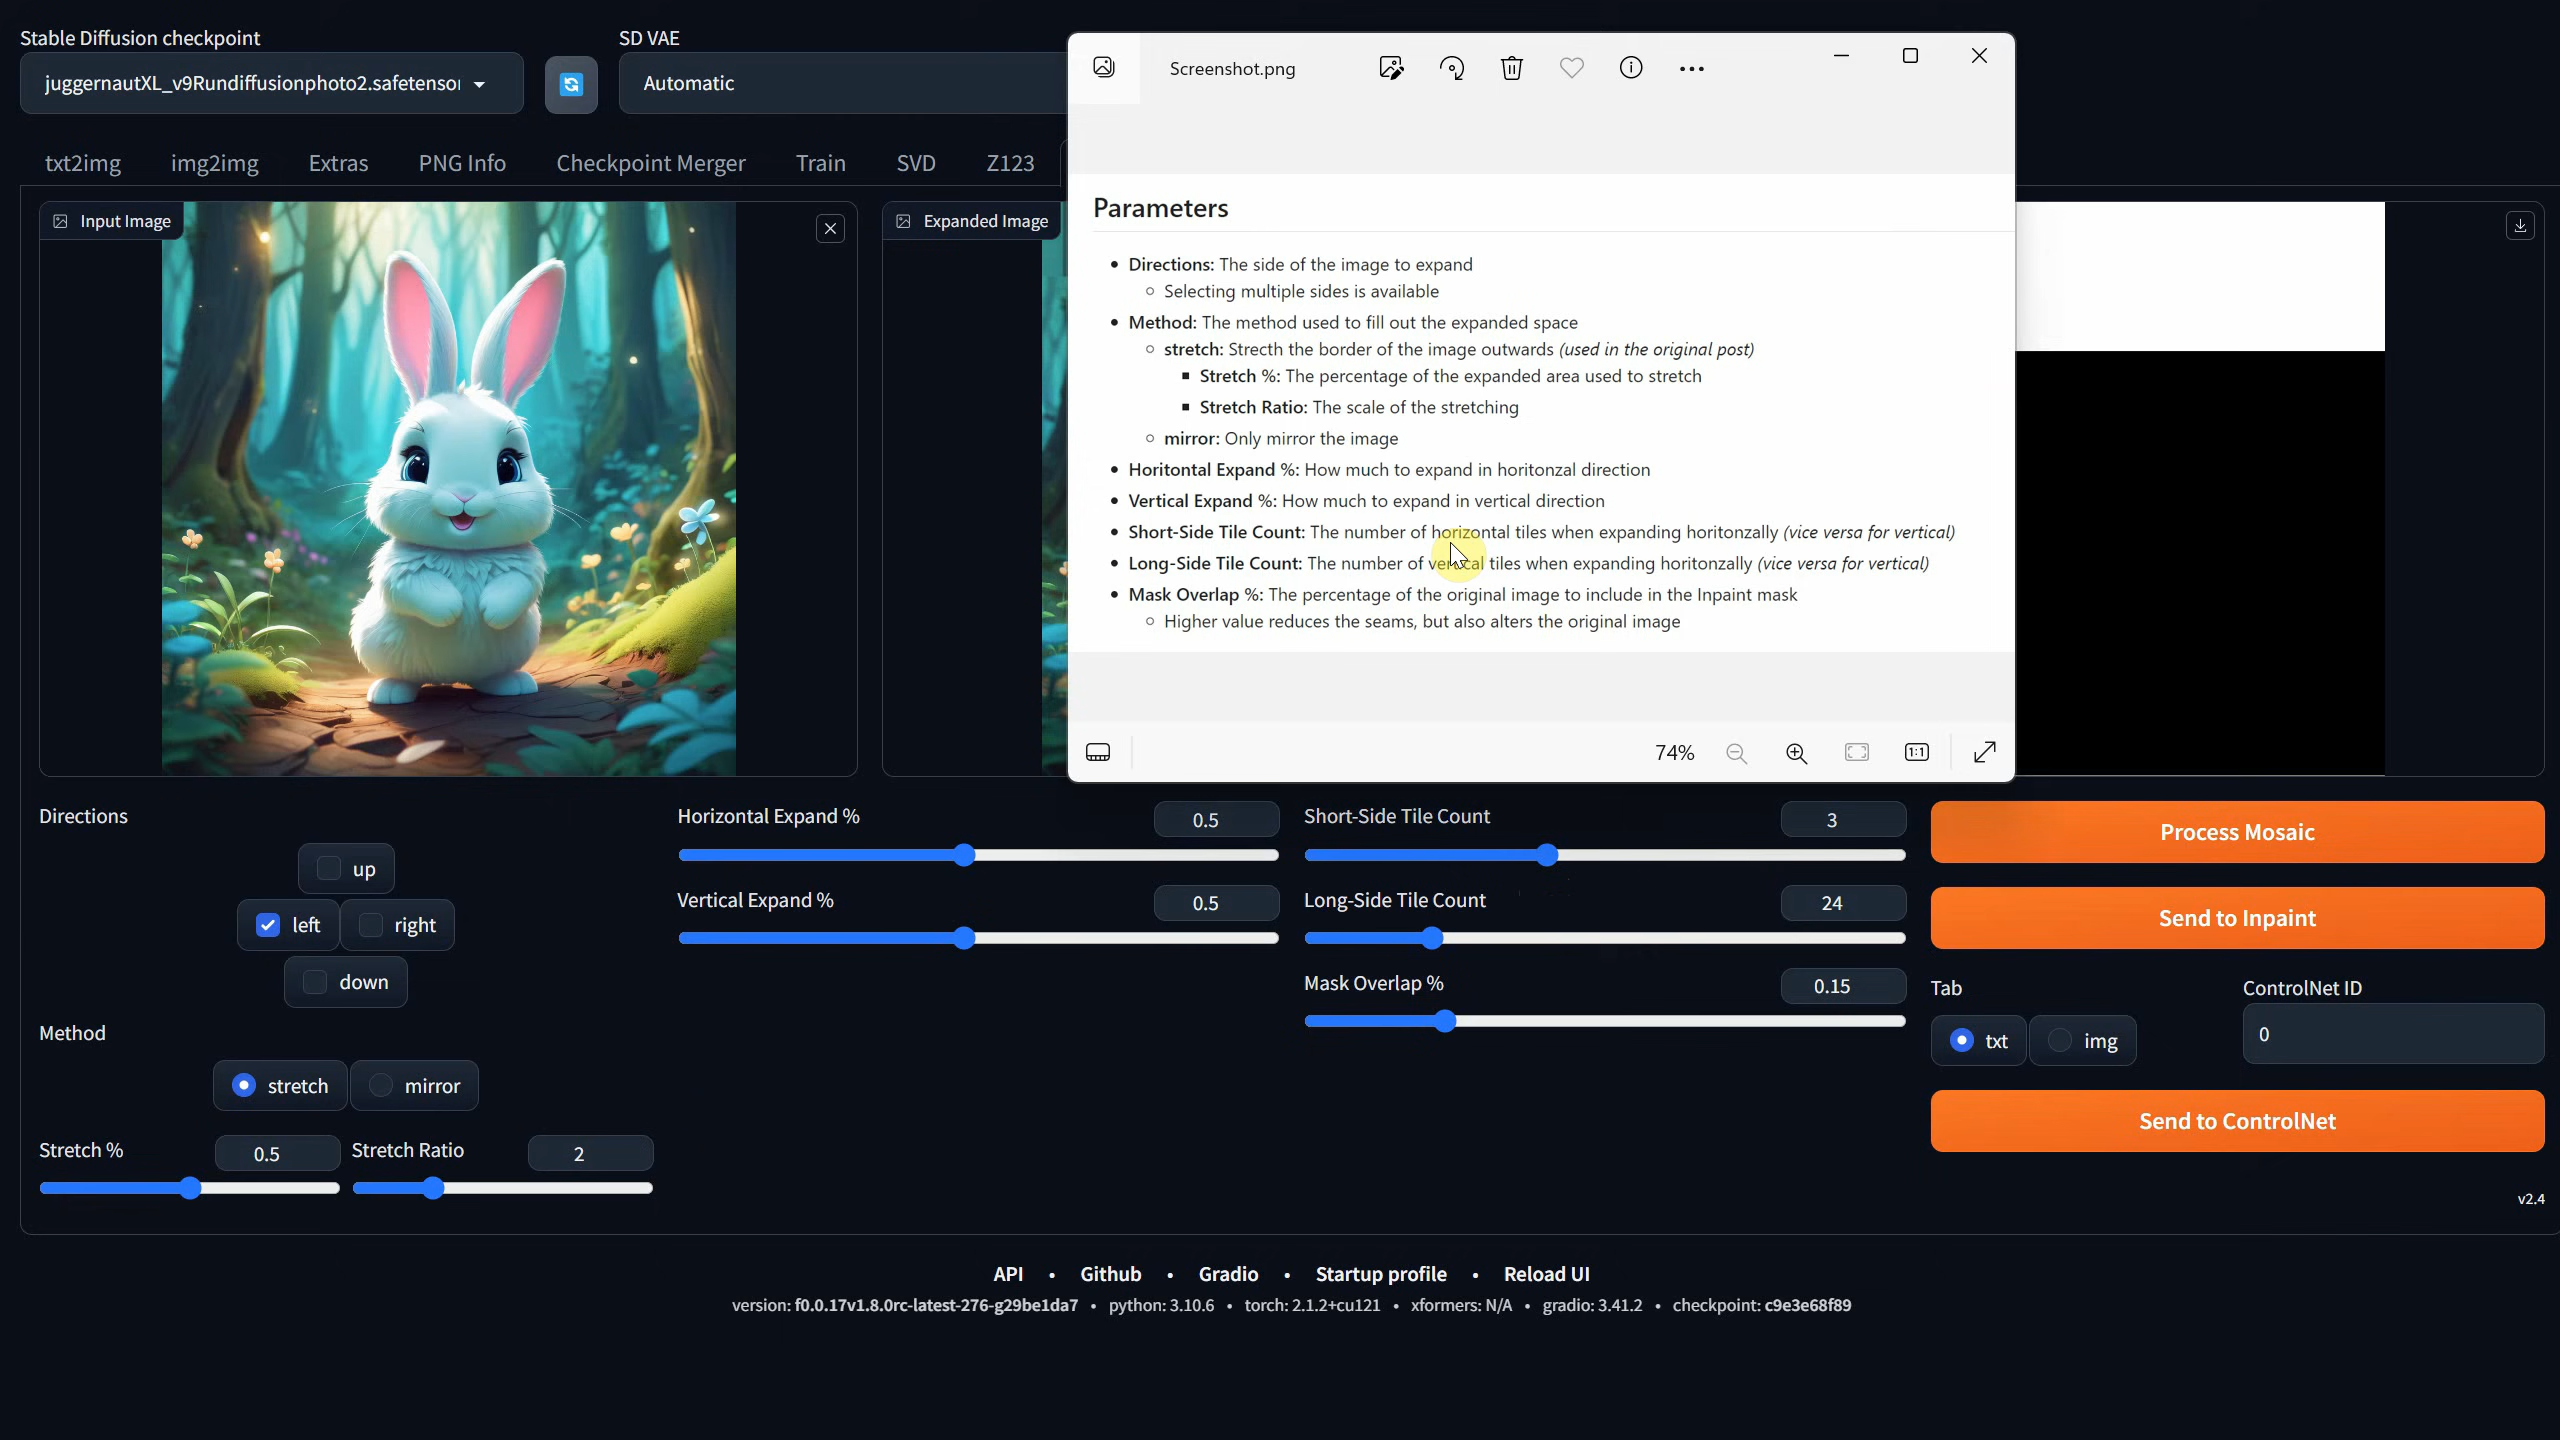 Stable Diffusion checkpoint
juggernautXL_v9Rundiffusionphoto2.safetensor
SD VAE
Automatic
txt2img img2img Extras PNG Info Checkpoint Merger Train SVD Z123
Input Image
Expanded Image
Screenshot.png
Parameters
Directions: The side of the image to expand
Selecting multiple sides is available
Method: The method used to fill out the expanded space
stretch: Strecth the border of the image outwards (used in the original post)
Stretch %: The percentage of the expanded area used to stretch
Stretch Ratio: The scale of the stretching
mirror: Only mirror the image
Horitontal Expand %: How much to expand in horitonzal direction
Vertical Expand %: How much to expand in vertical direction
Short-Side Tile Count: The number of horizontal tiles when expanding horitonzally (vice versa for vertical)
Long-Side Tile Count: The number of vertical tiles when expanding horitonzally (vice versa for vertical)
Mask Overlap %: The percentage of the original image to include in the Inpaint mask
Higher value reduces the seams, but also alters the original image
74%
1:1
Directions
up
left right
down
Method
stretch mirror
Stretch % 0.5 Stretch Ratio 2
Horizontal Expand % 0.5
Vertical Expand % 0.5
Short-Side Tile Count 3
Long-Side Tile Count 24
Mask Overlap % 0.15
Process Mosaic
Send to Inpaint
Tab
txt img
ControlNet ID
0
Send to ControlNet
v2.4
API • Github • Gradio • Startup profile • Reload UI
version: f0.0.17v1.8.0rc-latest-276-g29be1da7 • python: 3.10.6 • torch: 2.1.2+cu121 • xformers: N/A • gradio: 3.41.2 • checkpoint: c9e3e68f89